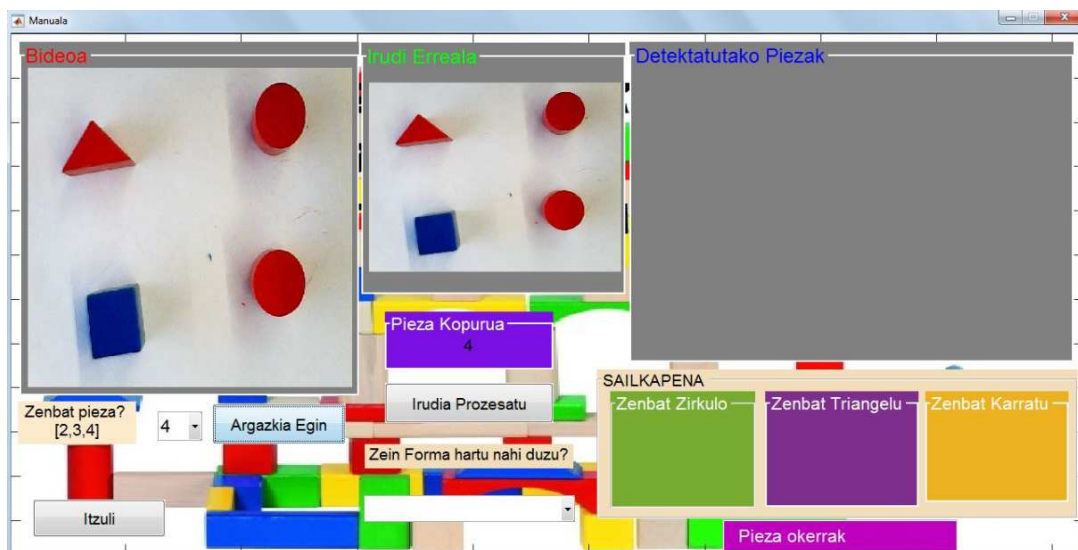 Manuala
Bideoa
Irudi Erreala
Detektatutako Piezak
Pieza Kopurua
4
Zenbat pieza?
[2,3,4]
4
Argazkia Egin
Irudia Prozesatu
Zein Forma hartu nahi duzu?
Itzuli
SAILKAPENA
Zenbat Zirkulo
Zenbat Triangelu
Zenbat Karratu
Pieza okerrak